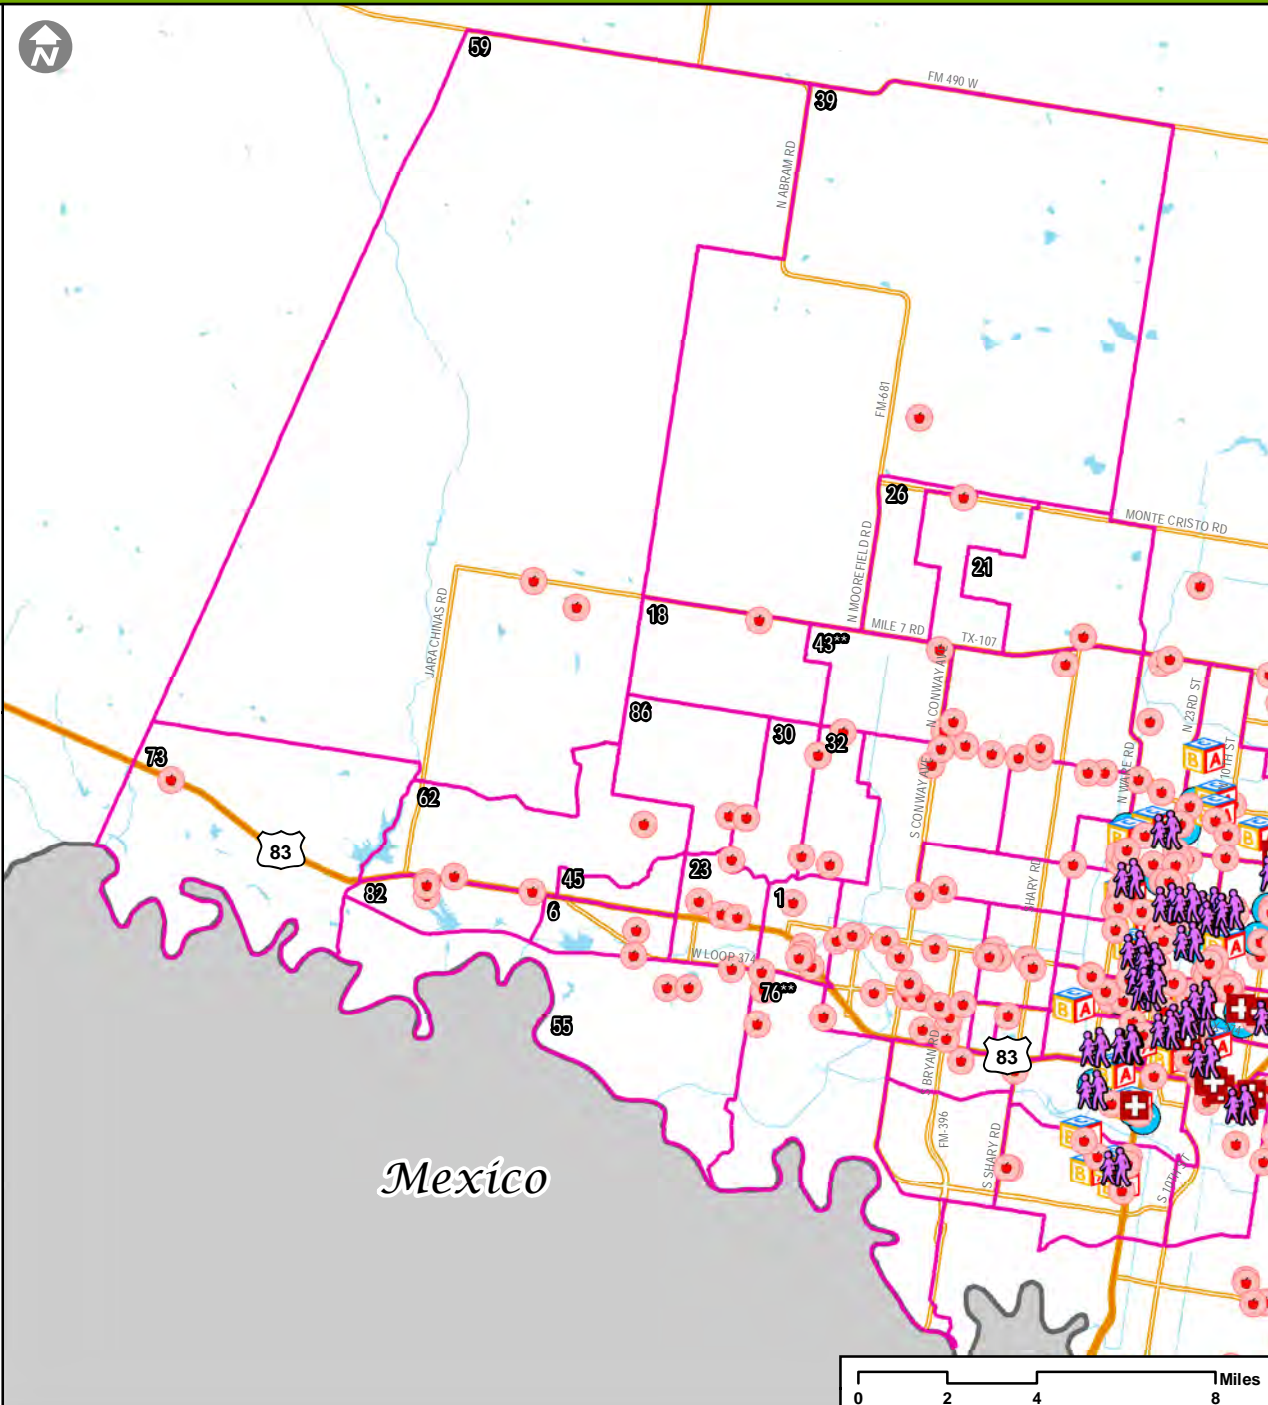 N
59
FM 490 W
39
N ABRAM RD
FM-681
26
MONTE CRISTO RD
N MOOREFIELD RD
21
JARA CHINAS RD
18
MILE 7 RD
TX-107
43**
N CONWAY AVE
N 23RD ST
86
30
32
73
N WARE RD
10TH ST
62
S CONWAY AVE
83
23
45
82
6
1
SHARY RD
W LOOP 374
76**
55
83
S BRYAN RD
FM-396
S SHARY RD
S 10TH ST
Mexico
Miles
0 2 4 8